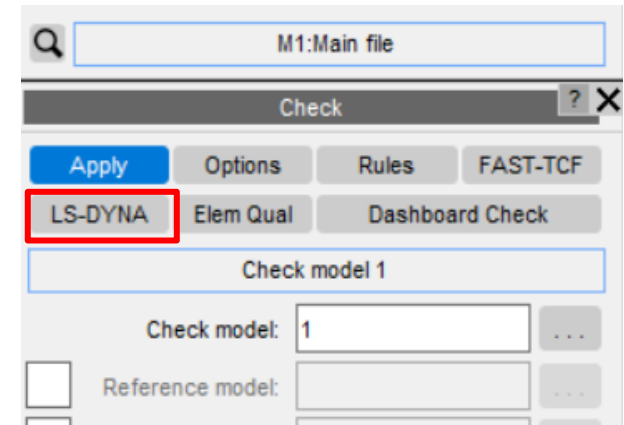 M1:Main file
Check ?
Apply Options Rules FAST-TCF
LS-DYNA Elem Qual Dashboard Check
Check model 1
Check model: 1 ...
Reference model: ...